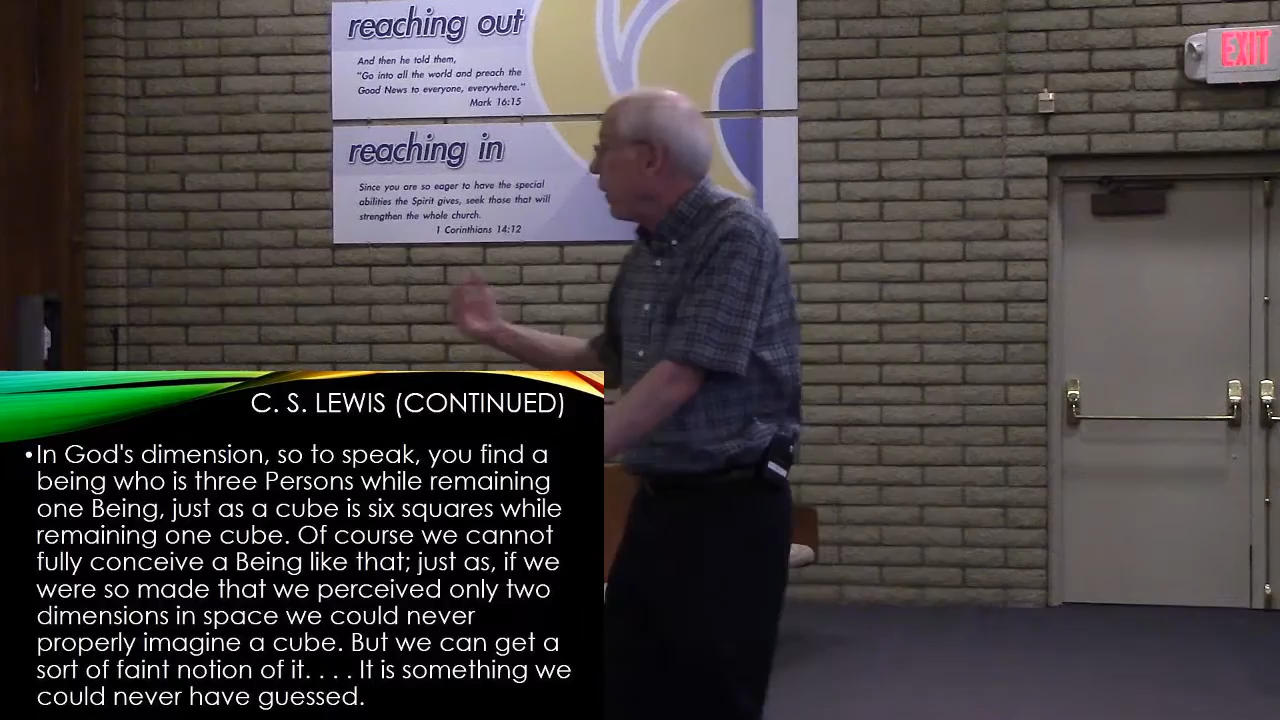 reaching out
And then he told them,
"Go into all the world and preach the
Good News to everyone, everywhere."
Mark 16:15
EXIT
reaching in
Since you are so eager to have the special
abilities the Spirit gives, seek those that will
strengthen the whole church.
1 Corinthians 14:12
C. S. LEWIS (CONTINUED)
•In God's dimension, so to speak, you find a
being who is three Persons while remaining
one Being, just as a cube is six squares while
remaining one cube. Of course we cannot
fully conceive a Being like that; just as, if we
were so made that we perceived only two
dimensions in space we could never
properly imagine a cube. But we can get a
sort of faint notion of it. . . . It is something we
could never have guessed.